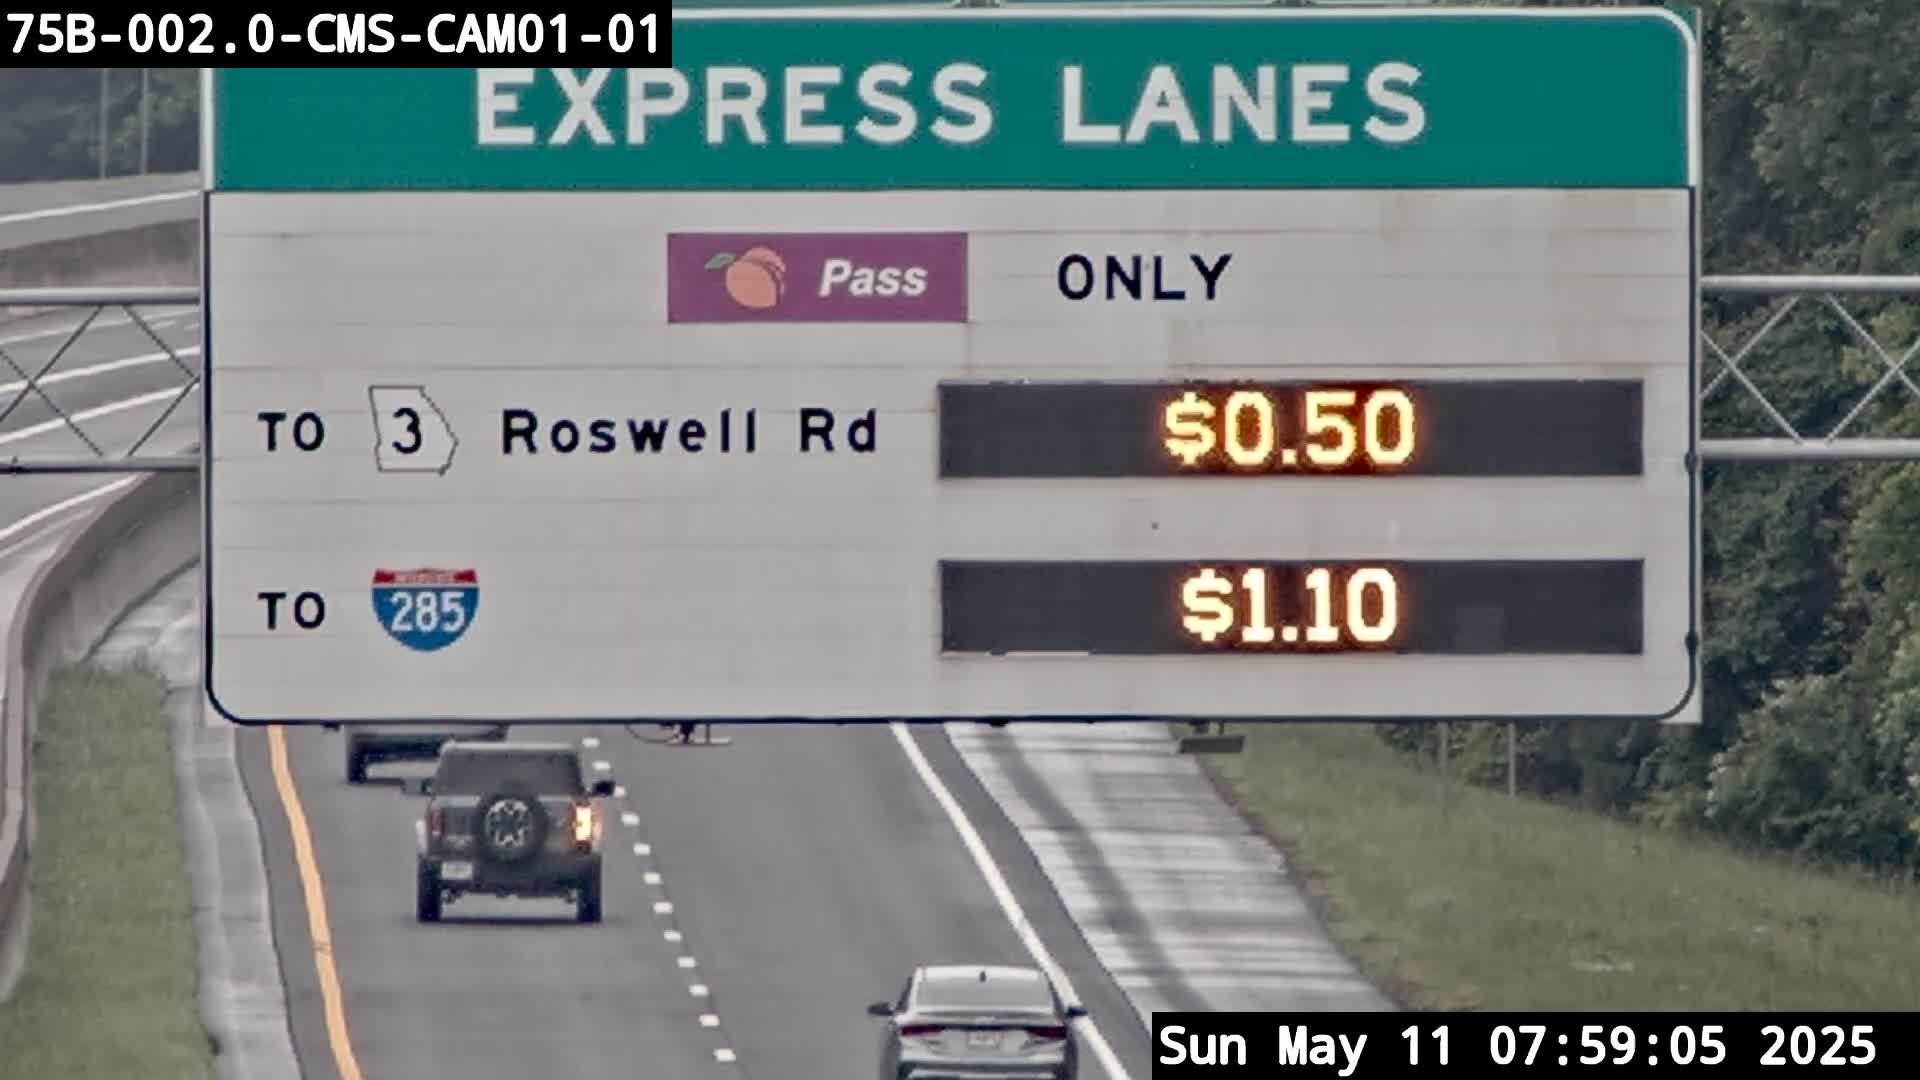 75B-002.0-CMS-CAM01-01
EXPRESS LANES
Pass ONLY
TO 3 Roswell Rd $0.50
TO 285 $1.10
Sun May 11 07:59:05 2025